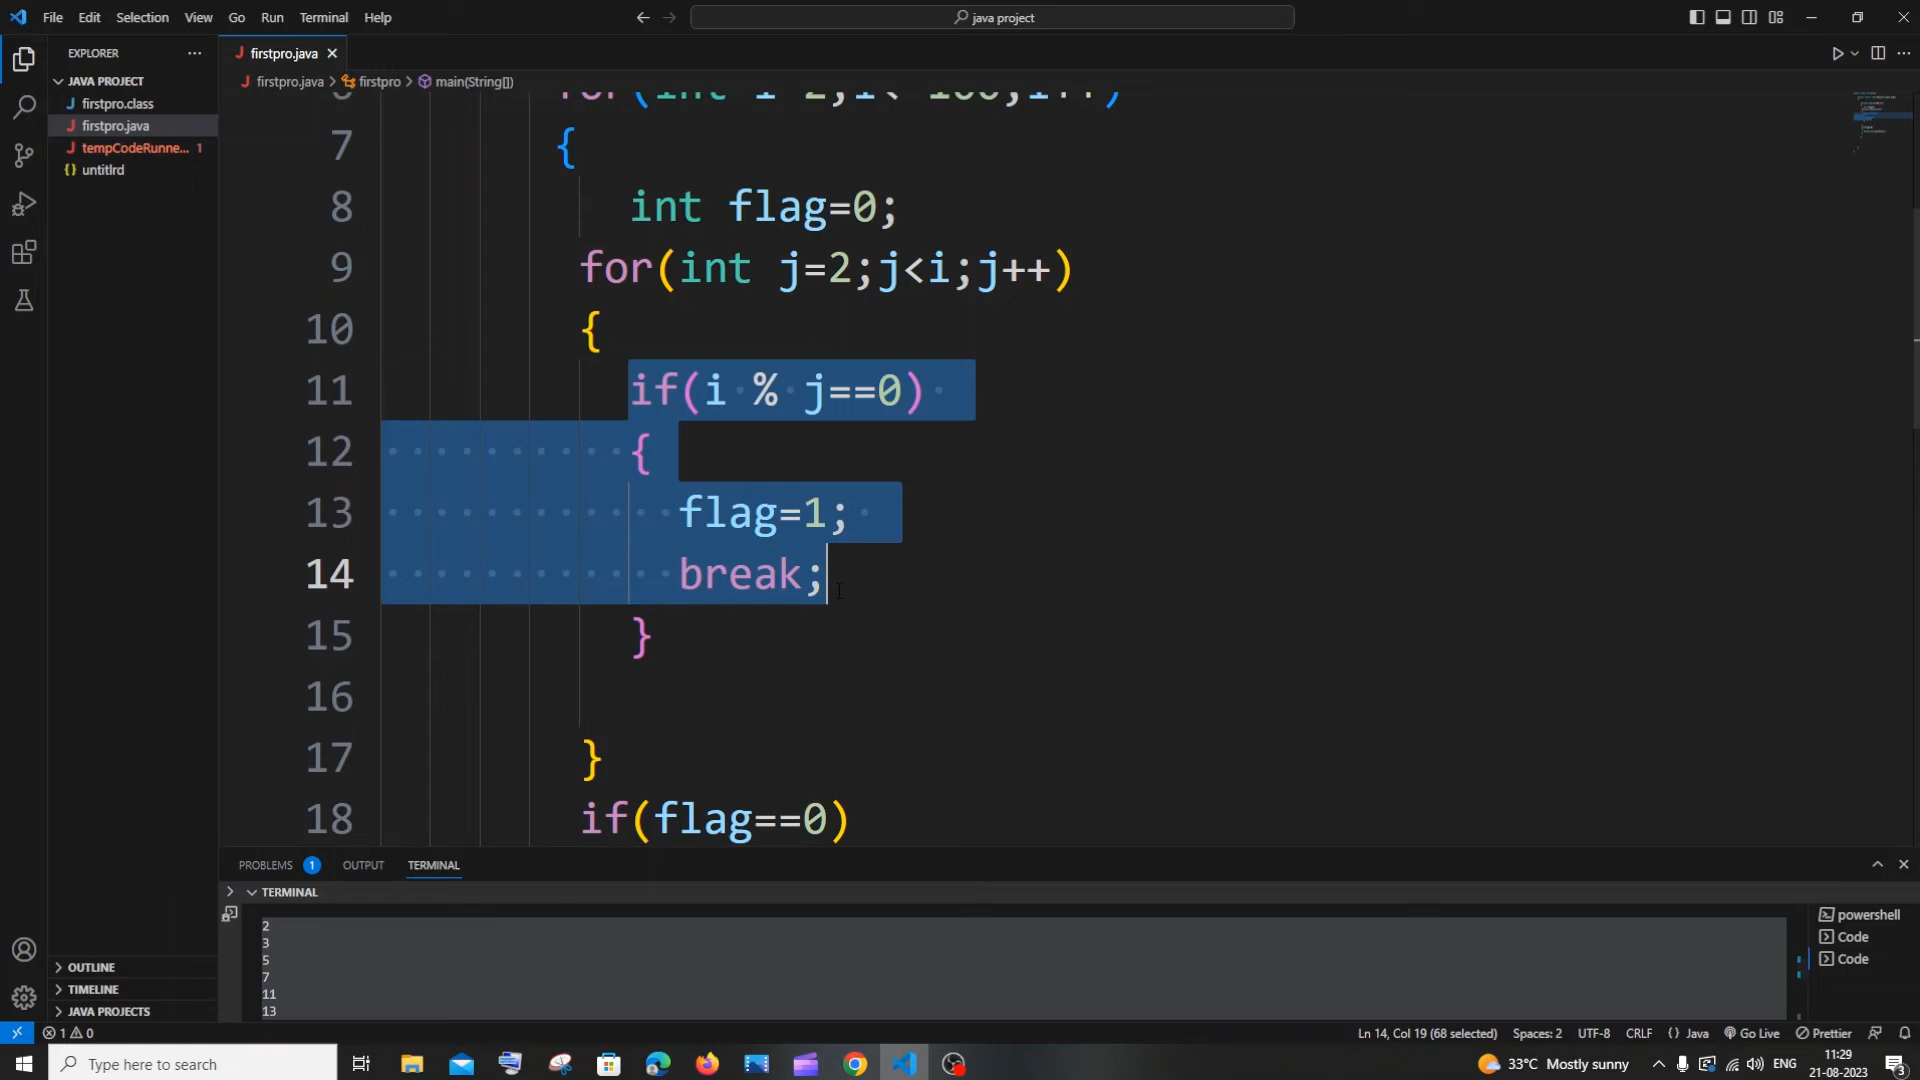 File Edit Selection View Go Run Terminal Help
java project
EXPLORER
firstpro.java
JAVA PROJECT
firstpro.java > firstpro > main(String[])
firstpro.class
firstpro.java
tempCodeRunne... 1
untitlrd
7 {
8 int flag=0;
9 for(int j=2;j<i;j++)
10 {
11 if(i % j==0)
12 {
13 flag=1;
14 break;
15 }
16
17 }
18 if(flag==0)
PROBLEMS 1 OUTPUT TERMINAL
TERMINAL
2
3
5
7
11
13
powershell
Code
Code
OUTLINE
TIMELINE
JAVA PROJECTS
1 0
Ln 14, Col 19 (68 selected) Spaces: 2 UTF-8 CRLF {} Java Go Live Prettier
Type here to search
33°C Mostly sunny
ENG
11:29
21-08-2023
3